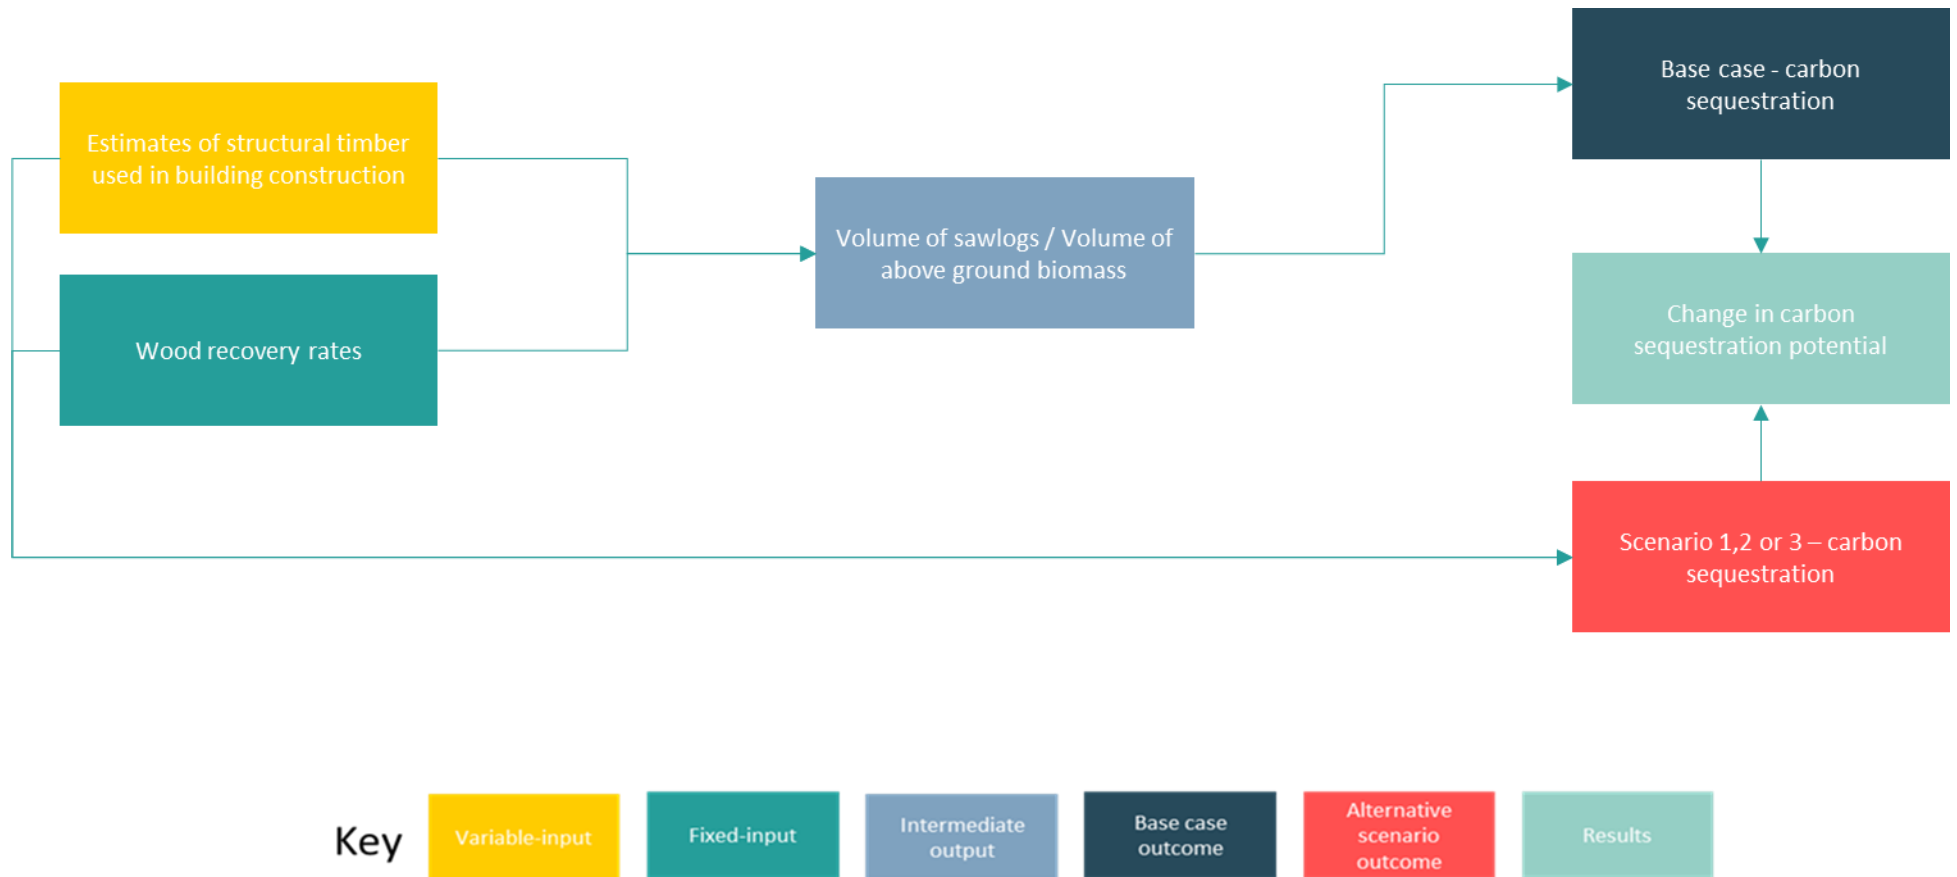 Base case - carbon
sequestration
Estimates of structural timber
used in building construction
Volume of sawlogs / Volume of
above ground biomass
Wood recovery rates
Change in carbon
sequestration potential
Scenario 1,2 or 3 – carbon
sequestration
Key
Variable-input
Fixed-input
Intermediate
output
Base case
outcome
Alternative
scenario
outcome
Results